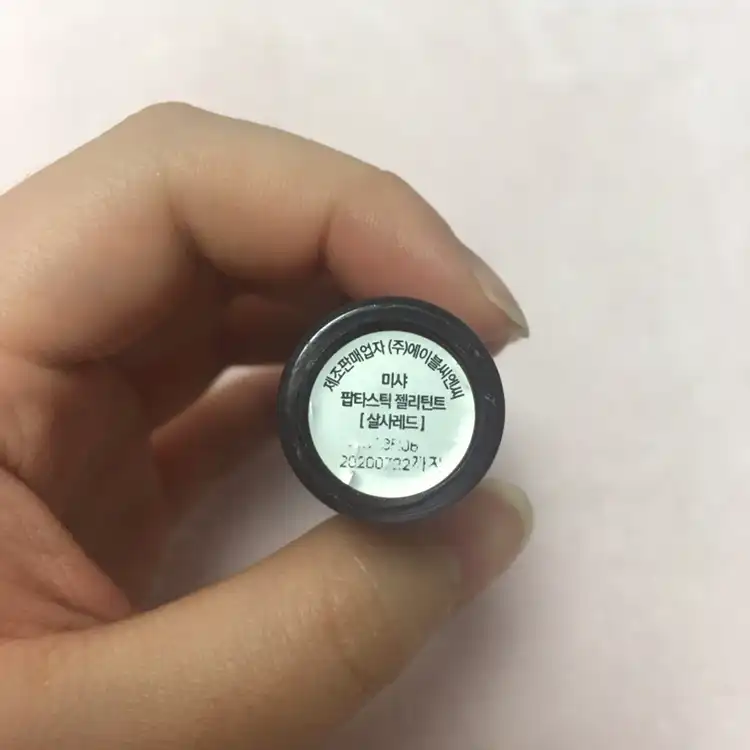 제조판매업자 (주)에이블씨엔씨
미샤
팝타스틱 젤리틴트
[ 살사레드 ]
20200722까지